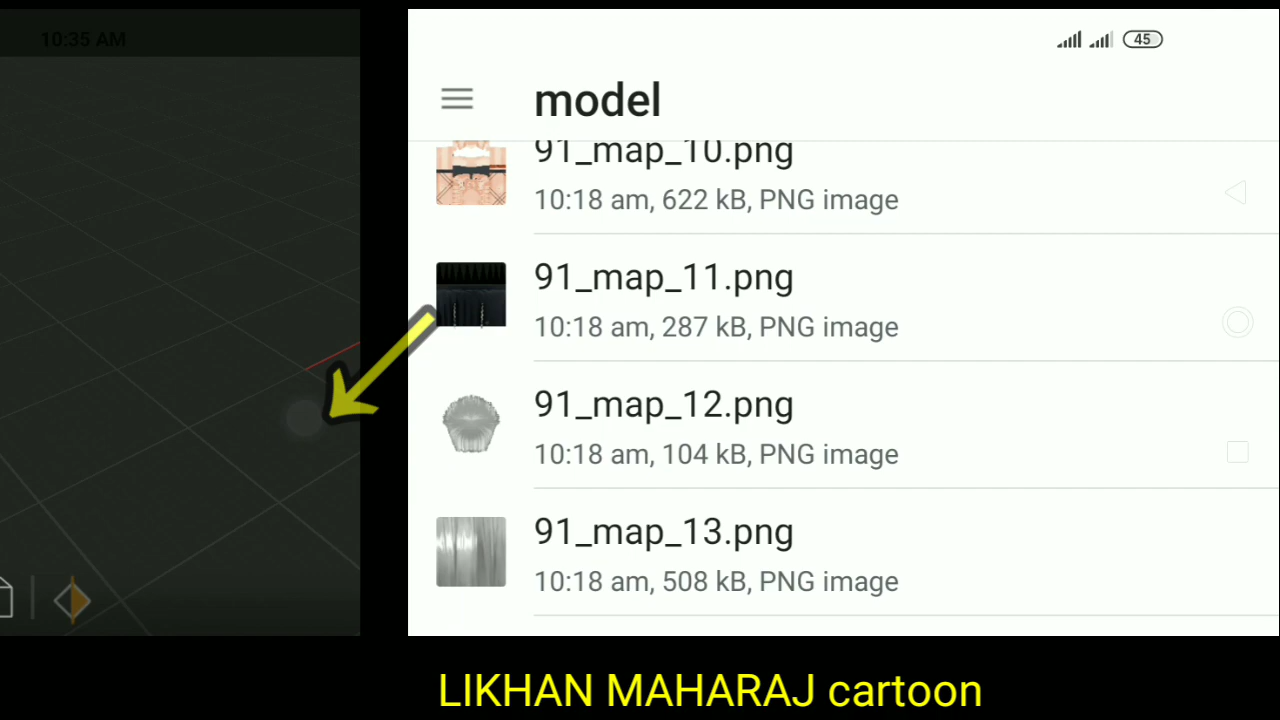 10:35 AM
45
model
91_map_10.png
10:18 am, 622 kB, PNG image
91_map_11.png
10:18 am, 287 kB, PNG image
91_map_12.png
10:18 am, 104 kB, PNG image
91_map_13.png
10:18 am, 508 kB, PNG image
LIKHAN MAHARAJ cartoon